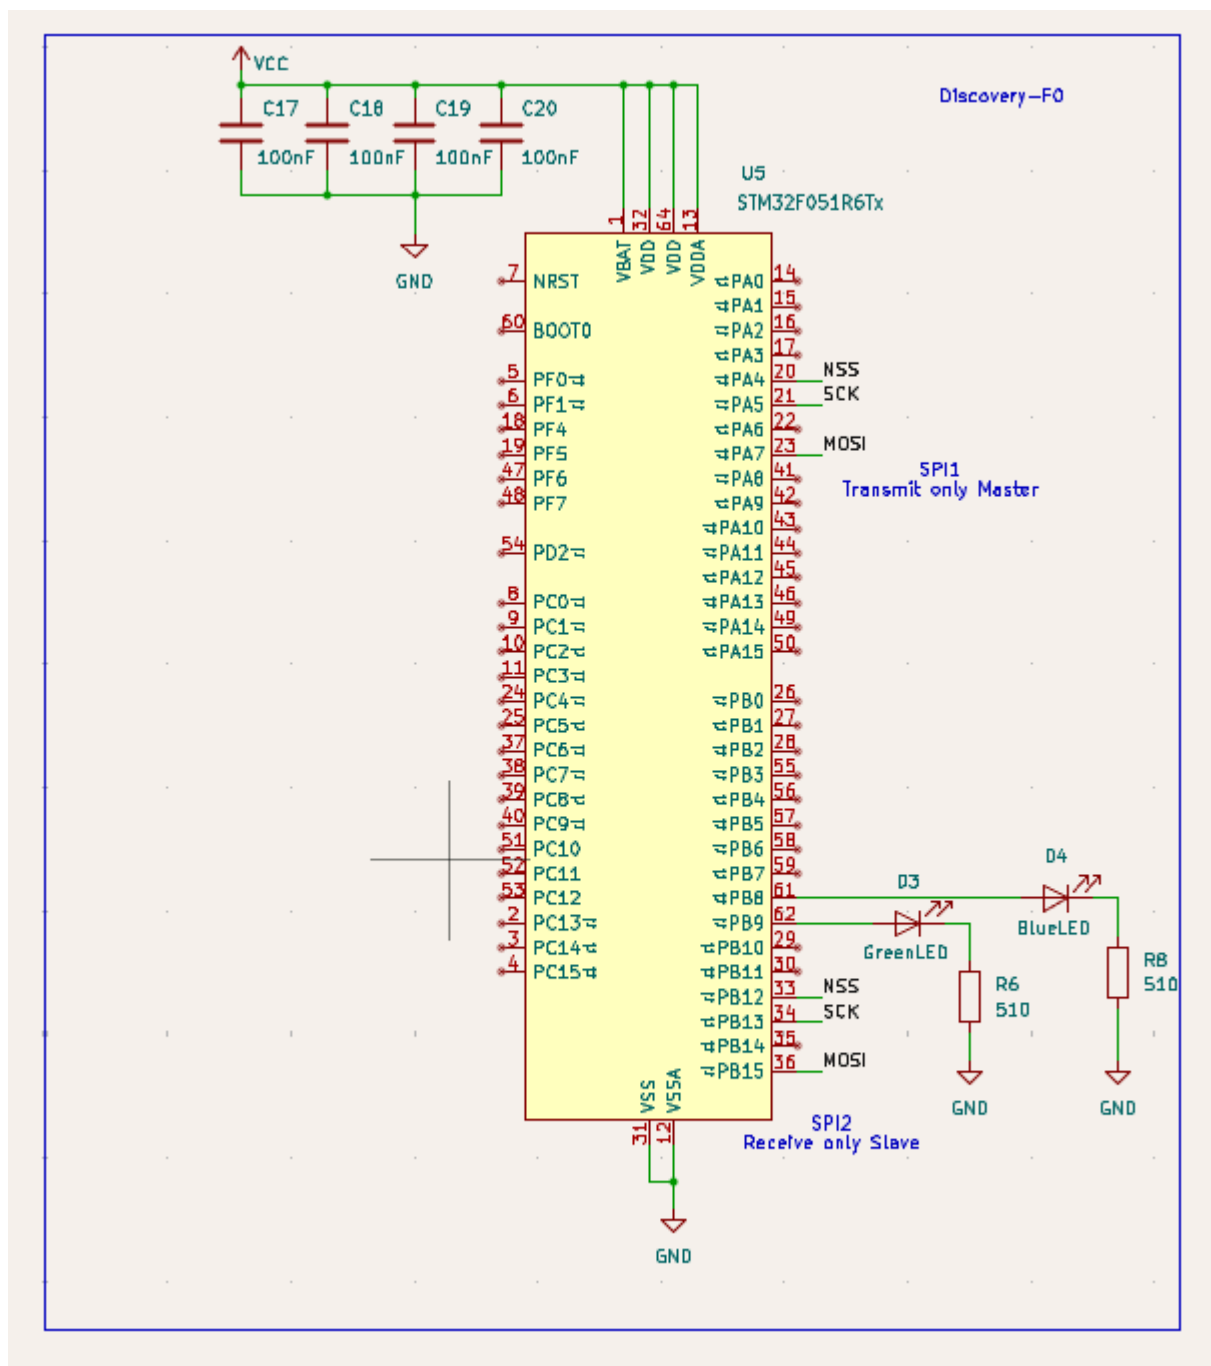 VCC
Discovery-F0
C17
C18
C19
C20
100nF
100nF
100nF
100nF
GND
U5
STM32F051R6Tx
1
32
64
13
VBAT
VDD
VDD
VDDA
7 NRST
60 BOOT0
5 PF0
6 PF1
18 PF4
19 PF5
47 PF6
48 PF7
54 PD2
8 PC0
9 PC1
10 PC2
11 PC3
24 PC4
25 PC5
37 PC6
38 PC7
39 PC8
40 PC9
51 PC10
52 PC11
53 PC12
2 PC13
3 PC14
4 PC15
PA0 14
PA1 15
PA2 16
PA3 17
PA4 20 NSS
PA5 21 SCK
PA6 22
PA7 23 MOSI
PA8 41
PA9 42
PA10 43
PA11 44
PA12 45
PA13 46
PA14 49
PA15 50
SPI1
Transmit only Master
PB0 26
PB1 27
PB2 28
PB3 55
PB4 56
PB5 57
PB6 58
PB7 59
PB8 61
PB9 62
PB10 29
PB11 30
PB12 33 NSS
PB13 34 SCK
PB14 35
PB15 36 MOSI
D4
BlueLED
D3
GreenLED
R8
510
R6
510
GND
GND
SPI2
Receive only Slave
VSS
VSSA
31
12
GND